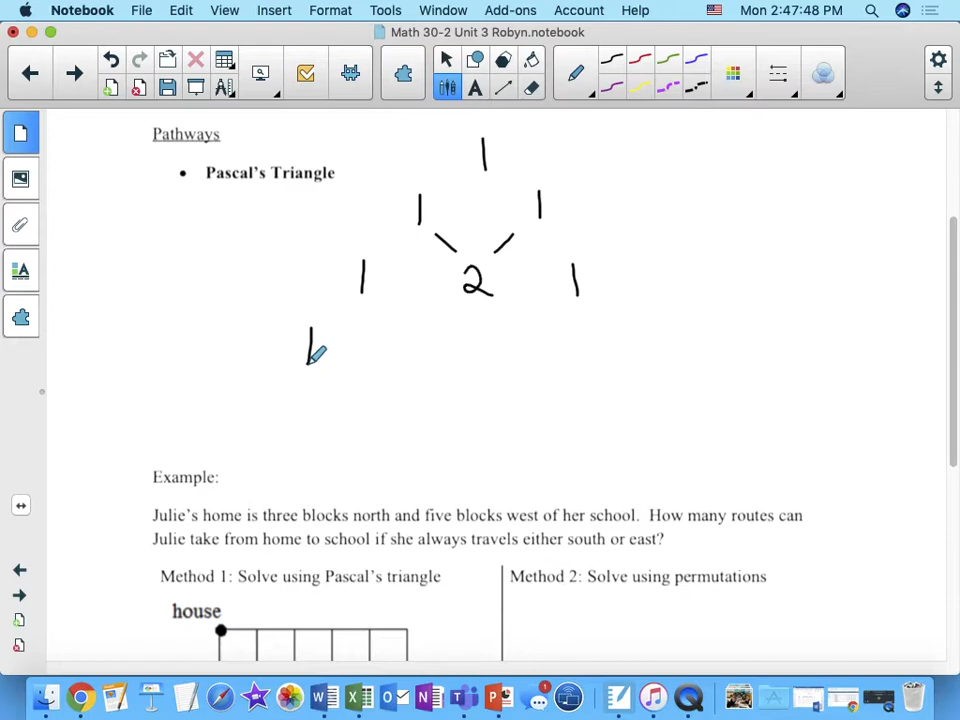 Notebook File Edit View Insert Format Tools Window Add-ons Account Help Mon 2:47:48 PM
Math 30-2 Unit 3 Robyn.notebook
Pathways
• Pascal's Triangle
1
1 1
1 2 1
1
Example:
Julie's home is three blocks north and five blocks west of her school. How many routes can
Julie take from home to school if she always travels either south or east?
Method 1: Solve using Pascal's triangle
Method 2: Solve using permutations
house